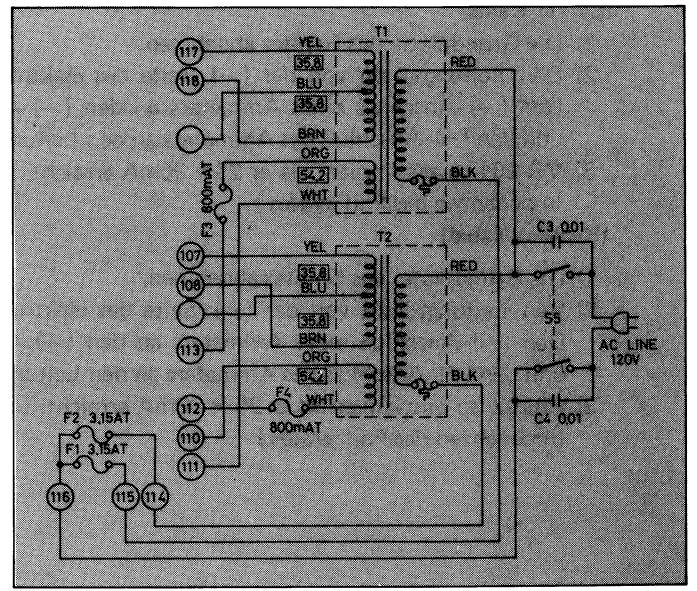 T1
117
YEL
RED
35,8
118
BLU
35,8
BRN
ORG
54,2
BLK
WHT
F3 800mAT
C3 0,01
T2
107
YEL
RED
35,8
108
BLU
S5
35,8
AC LINE
120V
113
BRN
ORG
54,2
BLK
F4
112
WHT
800mAT
C4 0,01
F2 3,15AT
110
F1 3,15AT
111
116
115
114